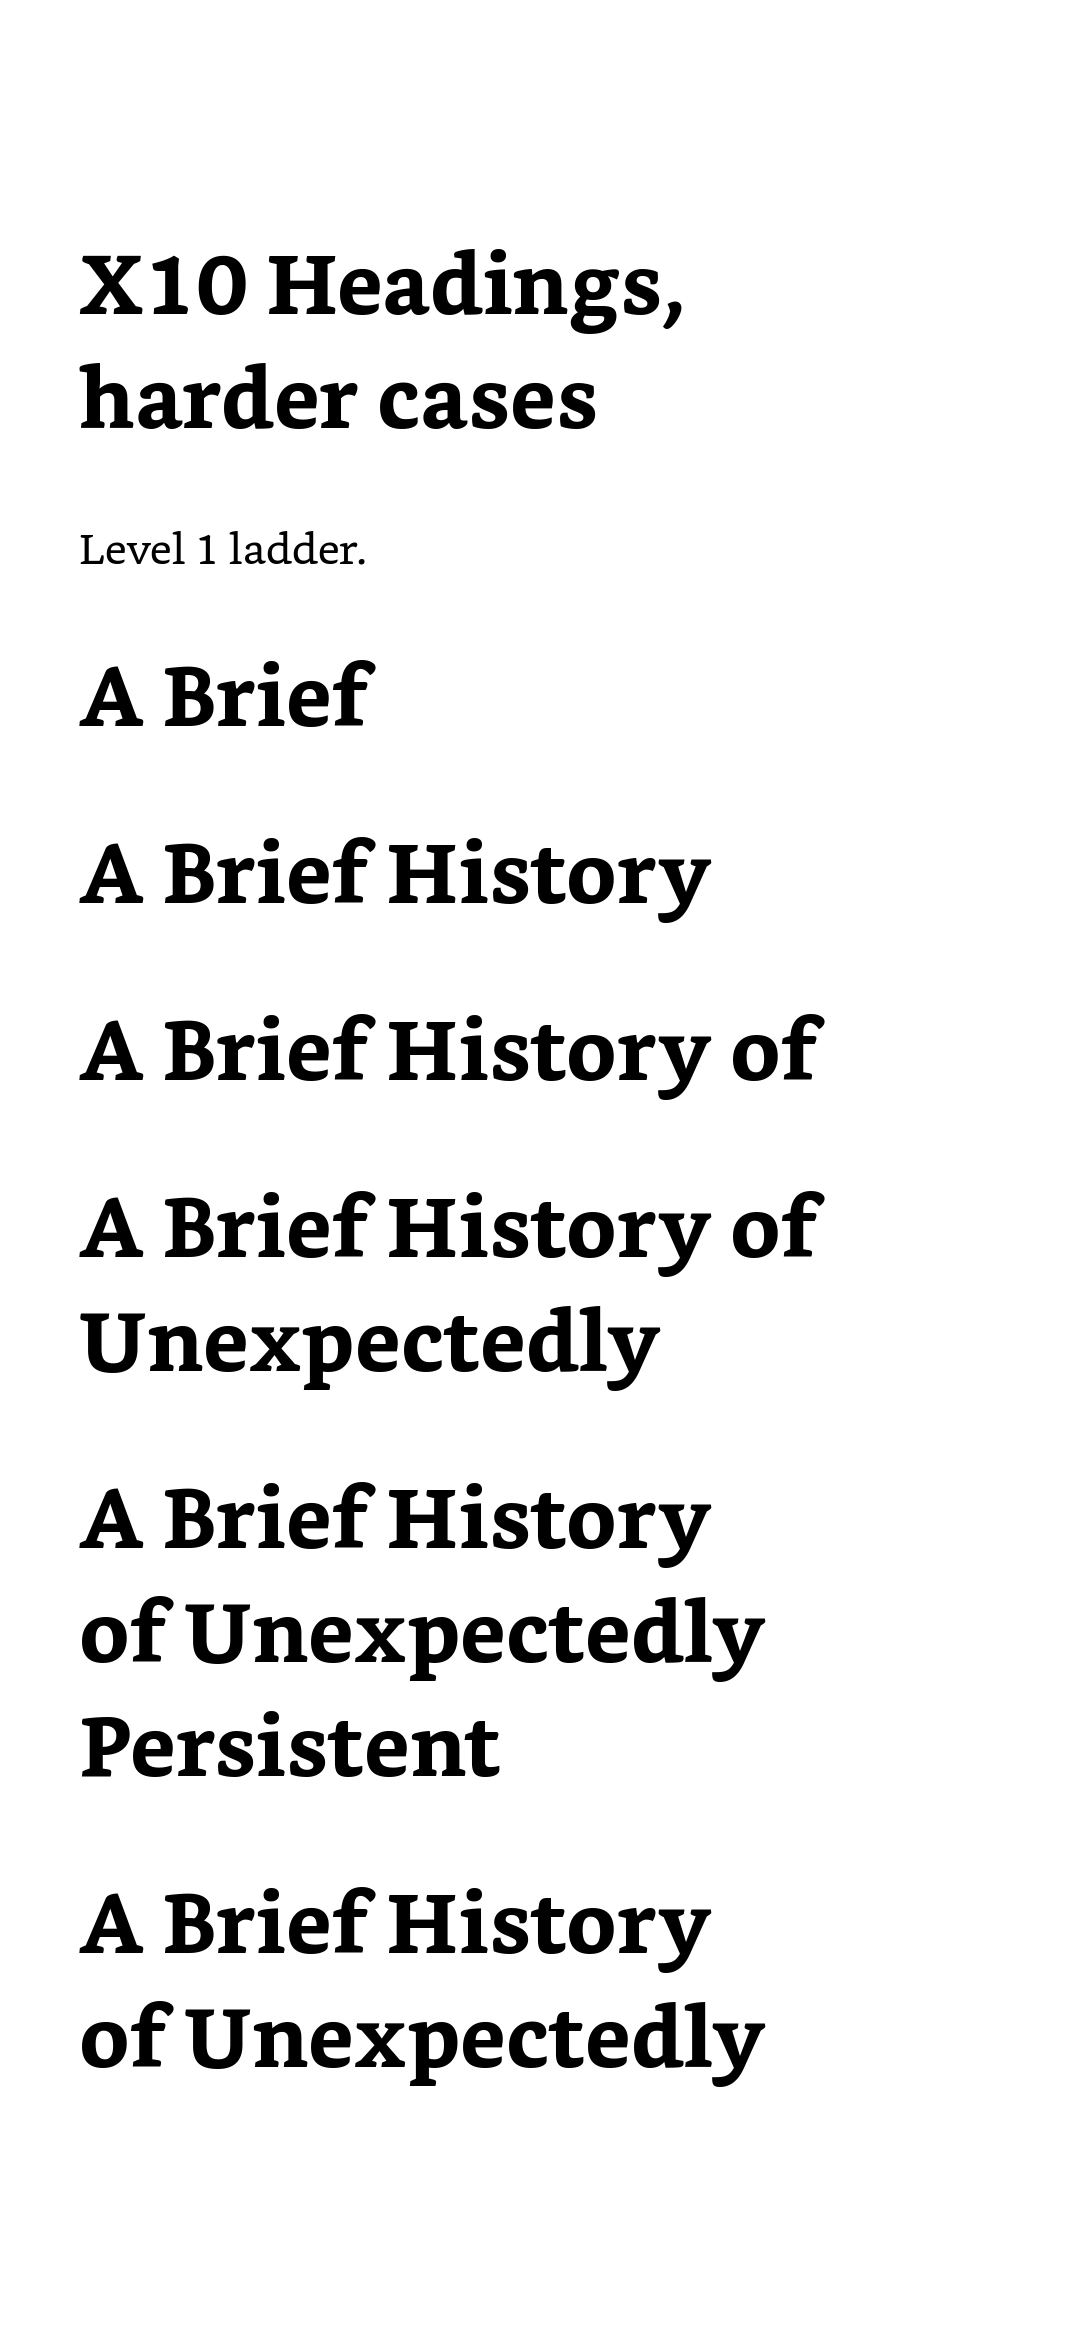 X10 Headings,
harder cases
Level 1 ladder.
A Brief
A Brief History
A Brief History of
A Brief History of
Unexpectedly
A Brief History
of Unexpectedly
Persistent
A Brief History
of Unexpectedly